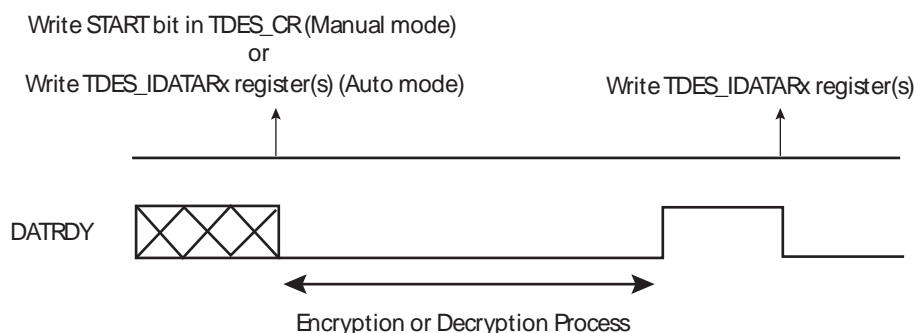 Write START bit in TDES_CR (Manual mode)
or
Write TDES_IDATARx register(s) (Auto mode)
Write TDES_IDATARx register(s)
DATRDY
Encryption or Decryption Process